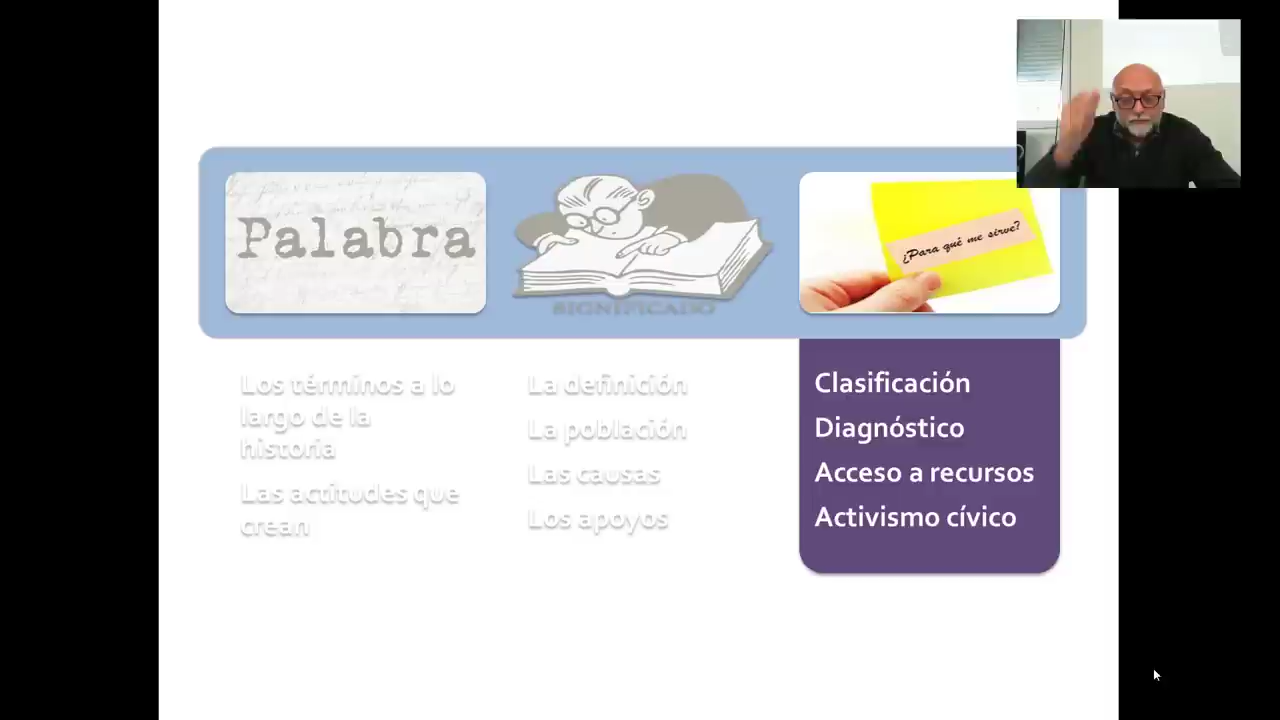 Palabra
SIGNIFICADO
¿Para qué me sirve?
Los términos a lo
largo de la
historia
Las actitudes que
crean
La definición
La población
Las causas
Los apoyos
Clasificación
Diagnóstico
Acceso a recursos
Activismo cívico